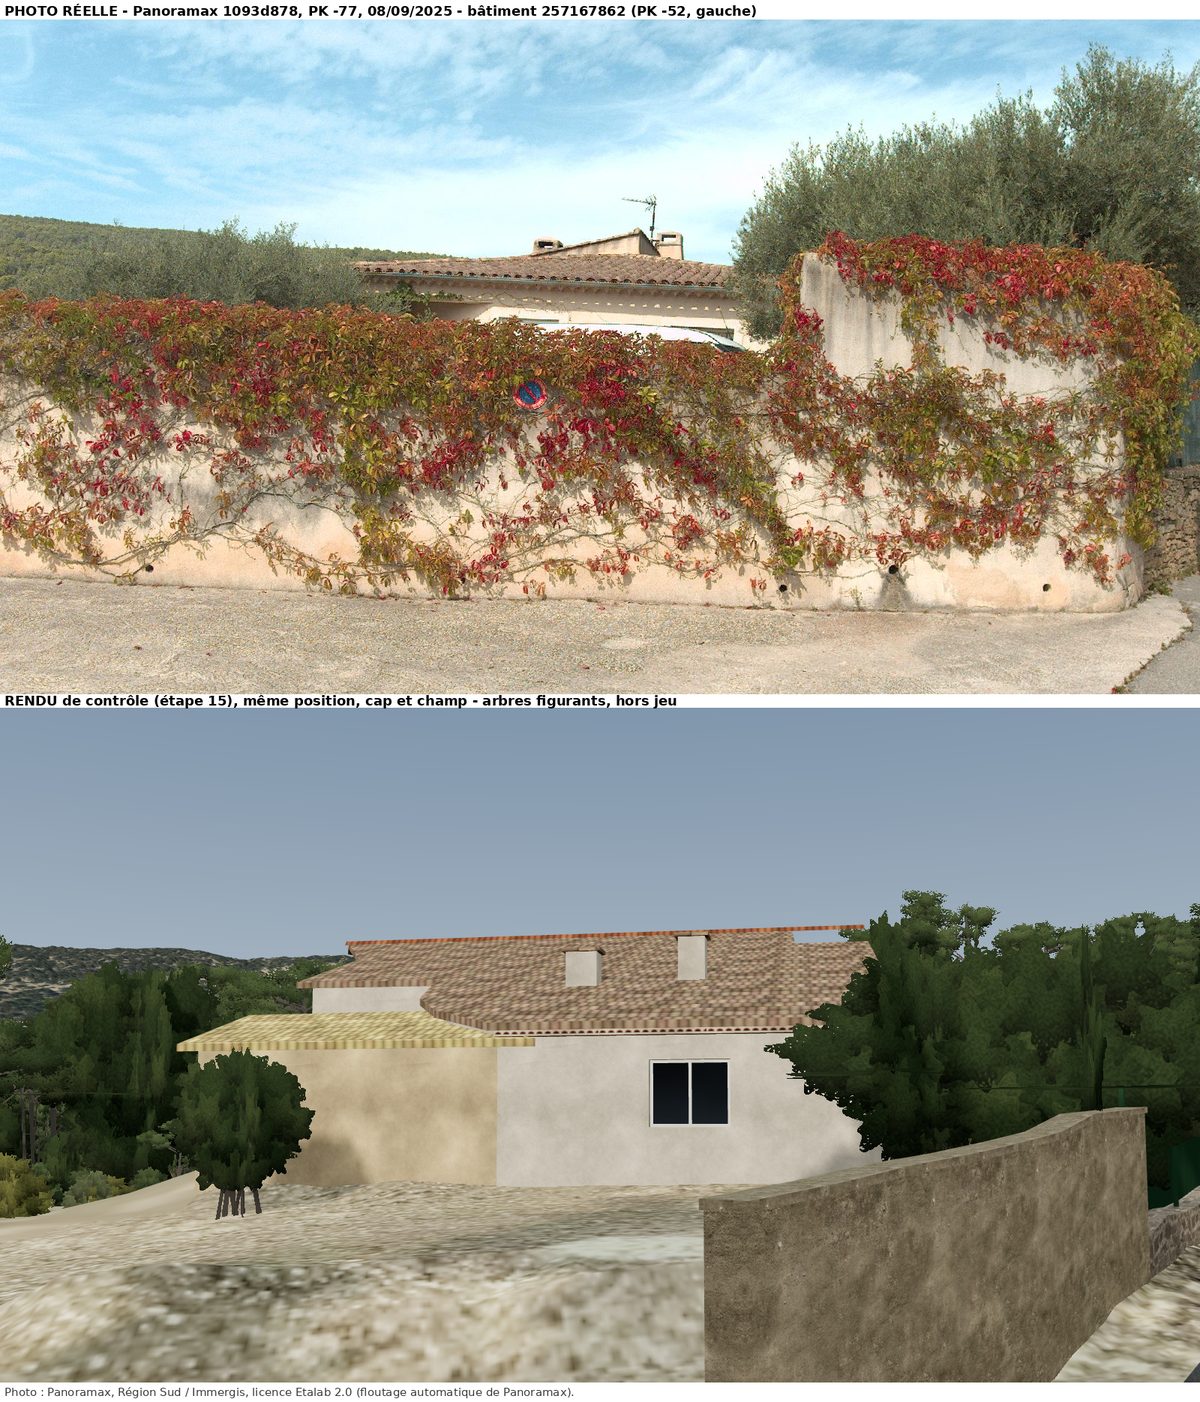 PHOTO RÉELLE - Panoramax 1093d878, PK -77, 08/09/2025 - bâtiment 257167862 (PK -52, gauche)
RENDU de contrôle (étape 15), même position, cap et champ - arbres figurants, hors jeu
Photo : Panoramax, Région Sud / Immergis, licence Etalab 2.0 (floutage automatique de Panoramax).